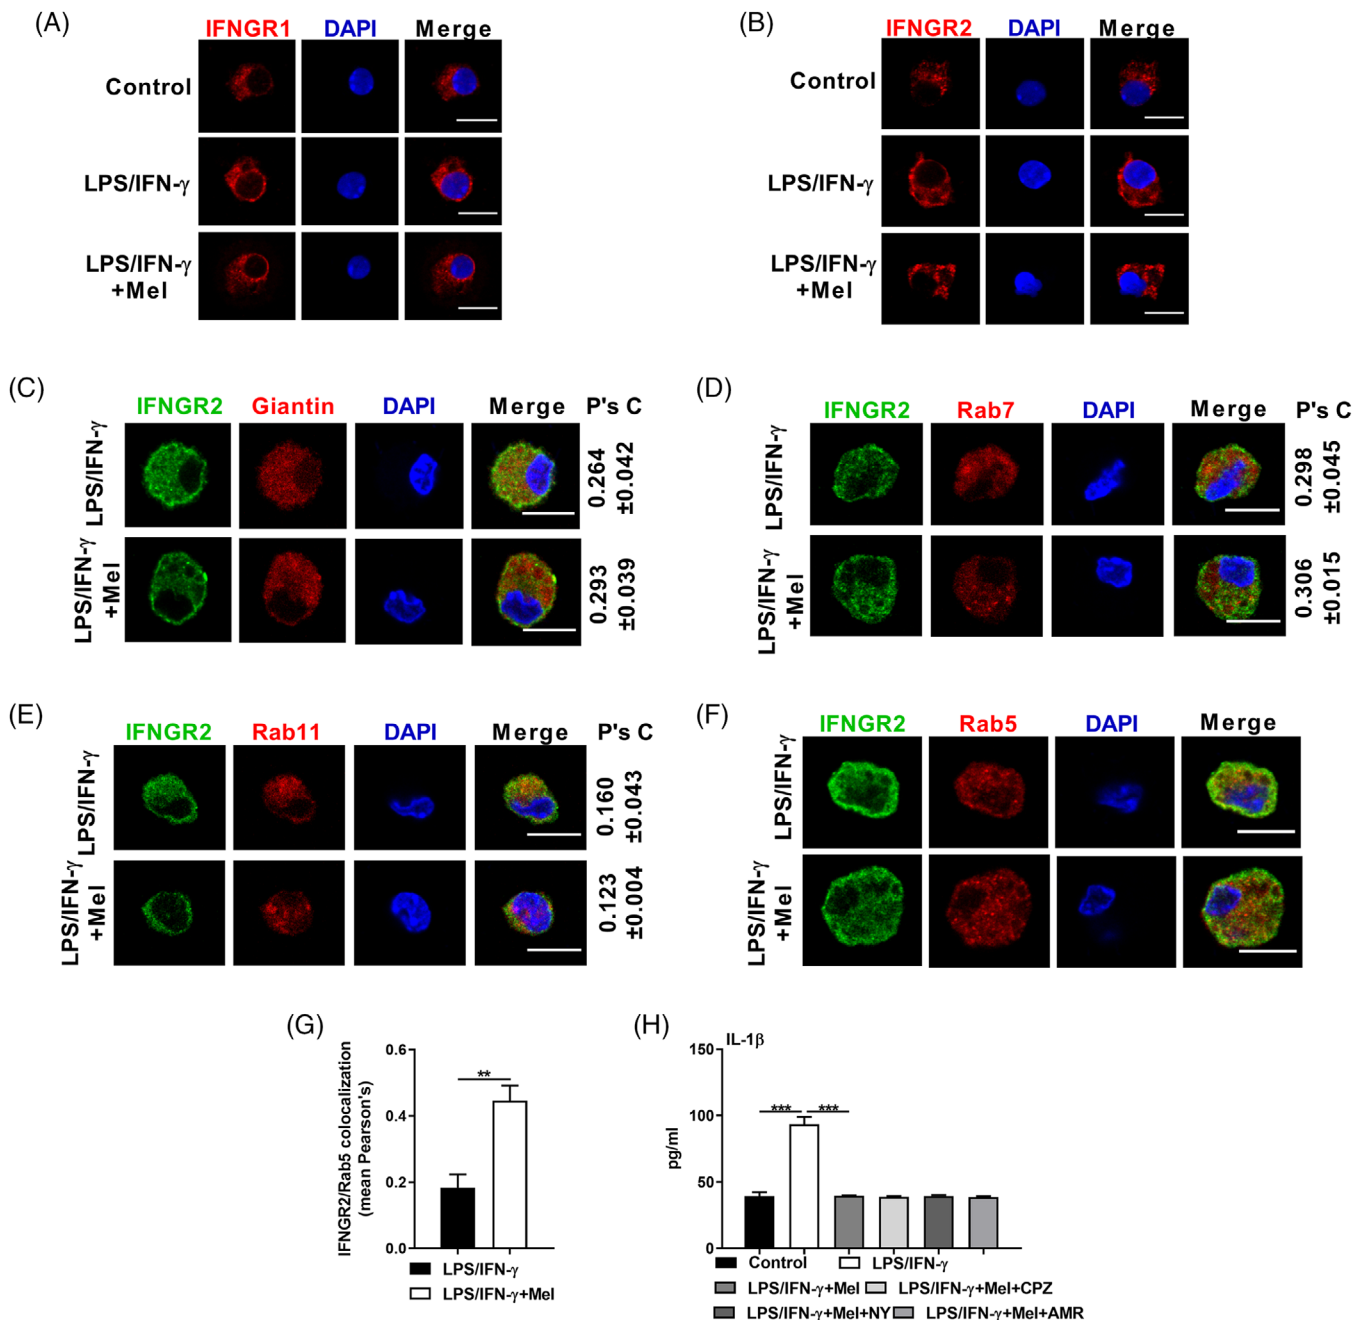 (A)
IFNGR1 DAPI Merge
Control
LPS/IFN-γ
LPS/IFN-γ
+Mel
(B)
IFNGR2 DAPI Merge
Control
LPS/IFN-γ
LPS/IFN-γ
+Mel
(C)
IFNGR2 Giantin DAPI Merge P's C
LPS/IFN-γ
0.264
±0.042
LPS/IFN-γ
+Mel
0.293
±0.039
(D)
IFNGR2 Rab7 DAPI Merge P's C
LPS/IFN-γ
0.298
±0.045
LPS/IFN-γ
+Mel
0.306
±0.015
(E)
IFNGR2 Rab11 DAPI Merge P's C
LPS/IFN-γ
0.160
±0.043
LPS/IFN-γ
+Mel
0.123
±0.004
(F)
IFNGR2 Rab5 DAPI Merge
LPS/IFN-γ
LPS/IFN-γ
+Mel
(G)
IFNGR2/Rab5 colocalization
(mean Pearson's)
0.6
0.4
0.2
0.0
**
LPS/IFN-γ
LPS/IFN-γ+Mel
(H)
IL-1β
pg/ml
150
100
50
0
*** ***
Control LPS/IFN-γ
LPS/IFN-γ+Mel LPS/IFN-γ+Mel+CPZ
LPS/IFN-γ+Mel+NY LPS/IFN-γ+Mel+AMR